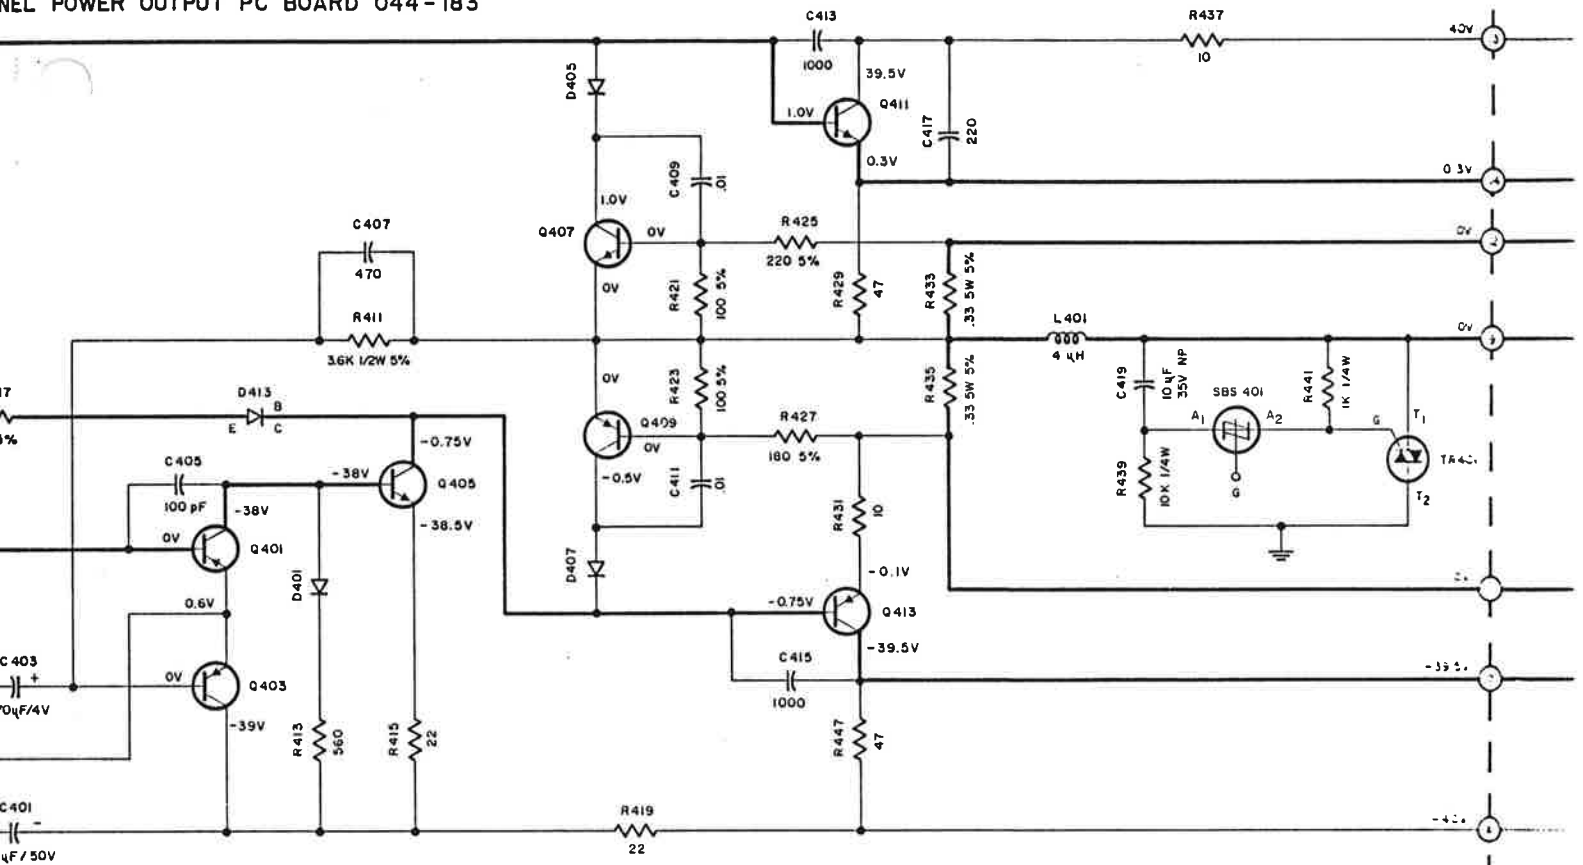 NEL POWER OUTPUT PC BOARD 044-183
C413
1000
R437
10
40V
3
D405
39.5V
Q411
1.0V
C417
220
0.3V
0.3V
C409
.01
1.0V
Q407
0V
R425
220 5%
0V
C407
470
0V
R421
100 5%
R429
47
R433
.33 5W 5%
R411
3.6K 1/2W 5%
L401
4 µH
0V
0V
R423
100 5%
R435
.33 5W 5%
C419
10 µF
35V NP
SBS 401
R441
1K 1/4W
17
D413
B
E
C
Q409
0V
R427
180 5%
A1
A2
G
T1
-0.75V
-38V
Q405
-0.5V
C411
.01
R439
10K 1/4W
G
T2
C405
100 pF
-38V
-38.5V
R431
10
0V
Q401
D401
D407
-0.1V
0.6V
-0.75V
Q413
-39.5V
C403
+
0V
Q403
C415
1000
-39.5V
-39V
R413
560
R415
22
R447
47
C401
-
R419
22
µF/50V